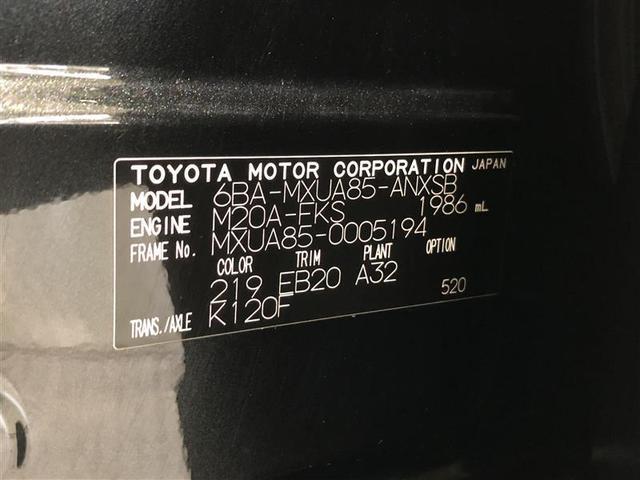 TOYOTA MOTOR CORPORATION JAPAN
MODEL 6BA-MXUA85-ANXSB
ENGINE M20A-FKS 1986 mL
FRAME No. MXUA85-0005194
COLOR TRIM PLANT OPTION
219 EB20 A32 520
TRANS./AXLE K120F